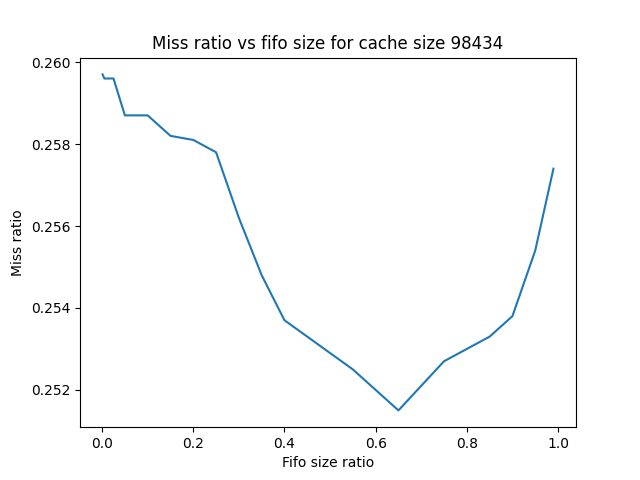 Miss ratio vs fifo size for cache size 98434
0.260
0.258
0.256
0.254
0.252
Miss ratio
0.0 0.2 0.4 0.6 0.8 1.0
Fifo size ratio